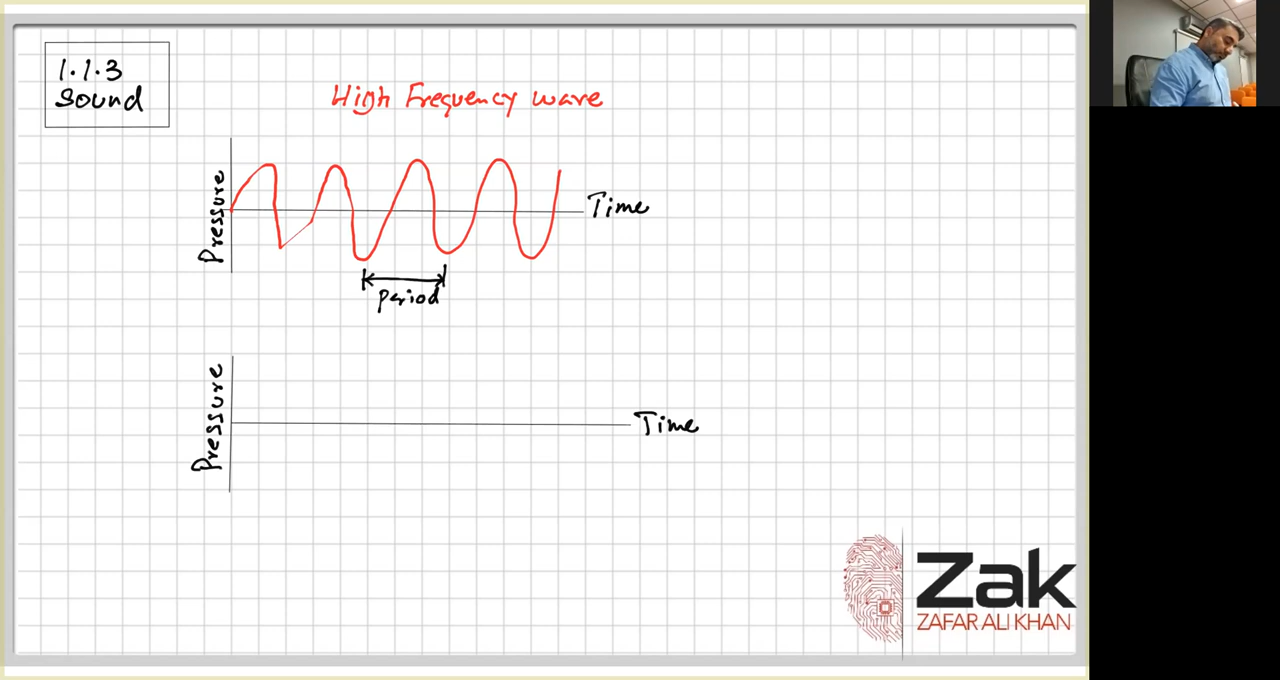 1.1.3
Sound
High Frequency wave
Pressure
Time
period
Pressure
Time
Zak
ZAFAR ALI KHAN